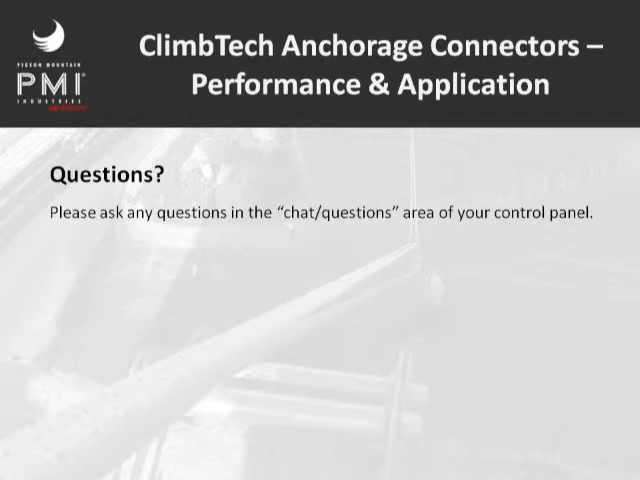 PIGEON MOUNTAIN
PMI®
INDUSTRIES
ClimbTech Anchorage Connectors –
Performance & Application
Questions?
Please ask any questions in the “chat/questions” area of your control panel.